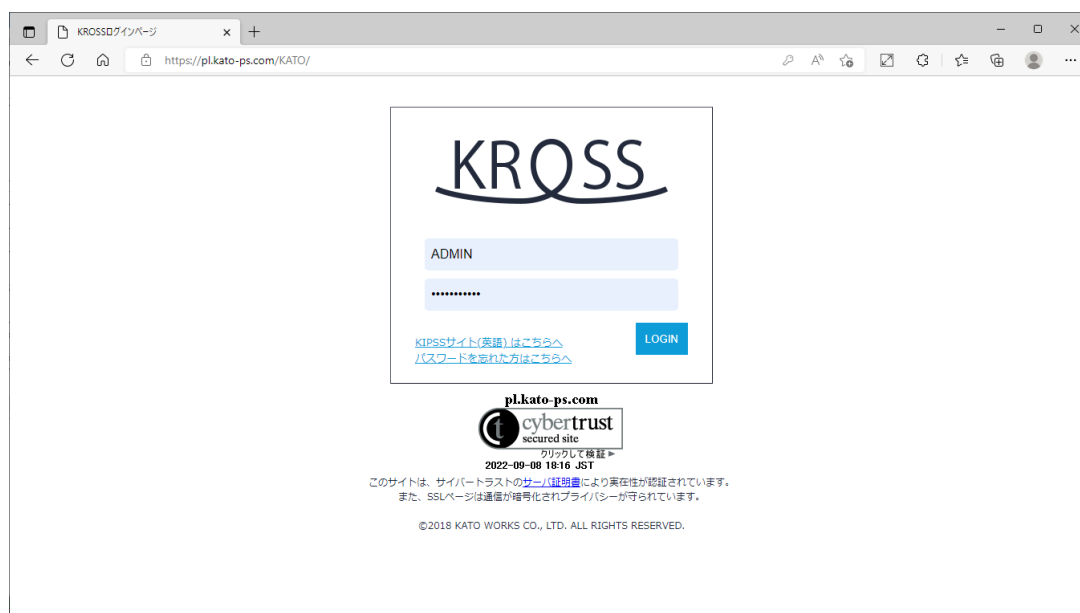 KROSSログインページ
https://pl.kato-ps.com/KATO/
KROSS
ADMIN
•••••••••••
KIPSSサイト(英語) はこちらへ
LOGIN
パスワードを忘れた方はこちらへ
pl.kato-ps.com
cybertrust
secured site
クリックして検証
2022-09-08 18:16 JST
このサイトは、サイバートラストのサーバ証明書により実在性が認証されています。
また、SSLページは通信が暗号化されプライバシーが守られています。
©2018 KATO WORKS CO., LTD. ALL RIGHTS RESERVED.